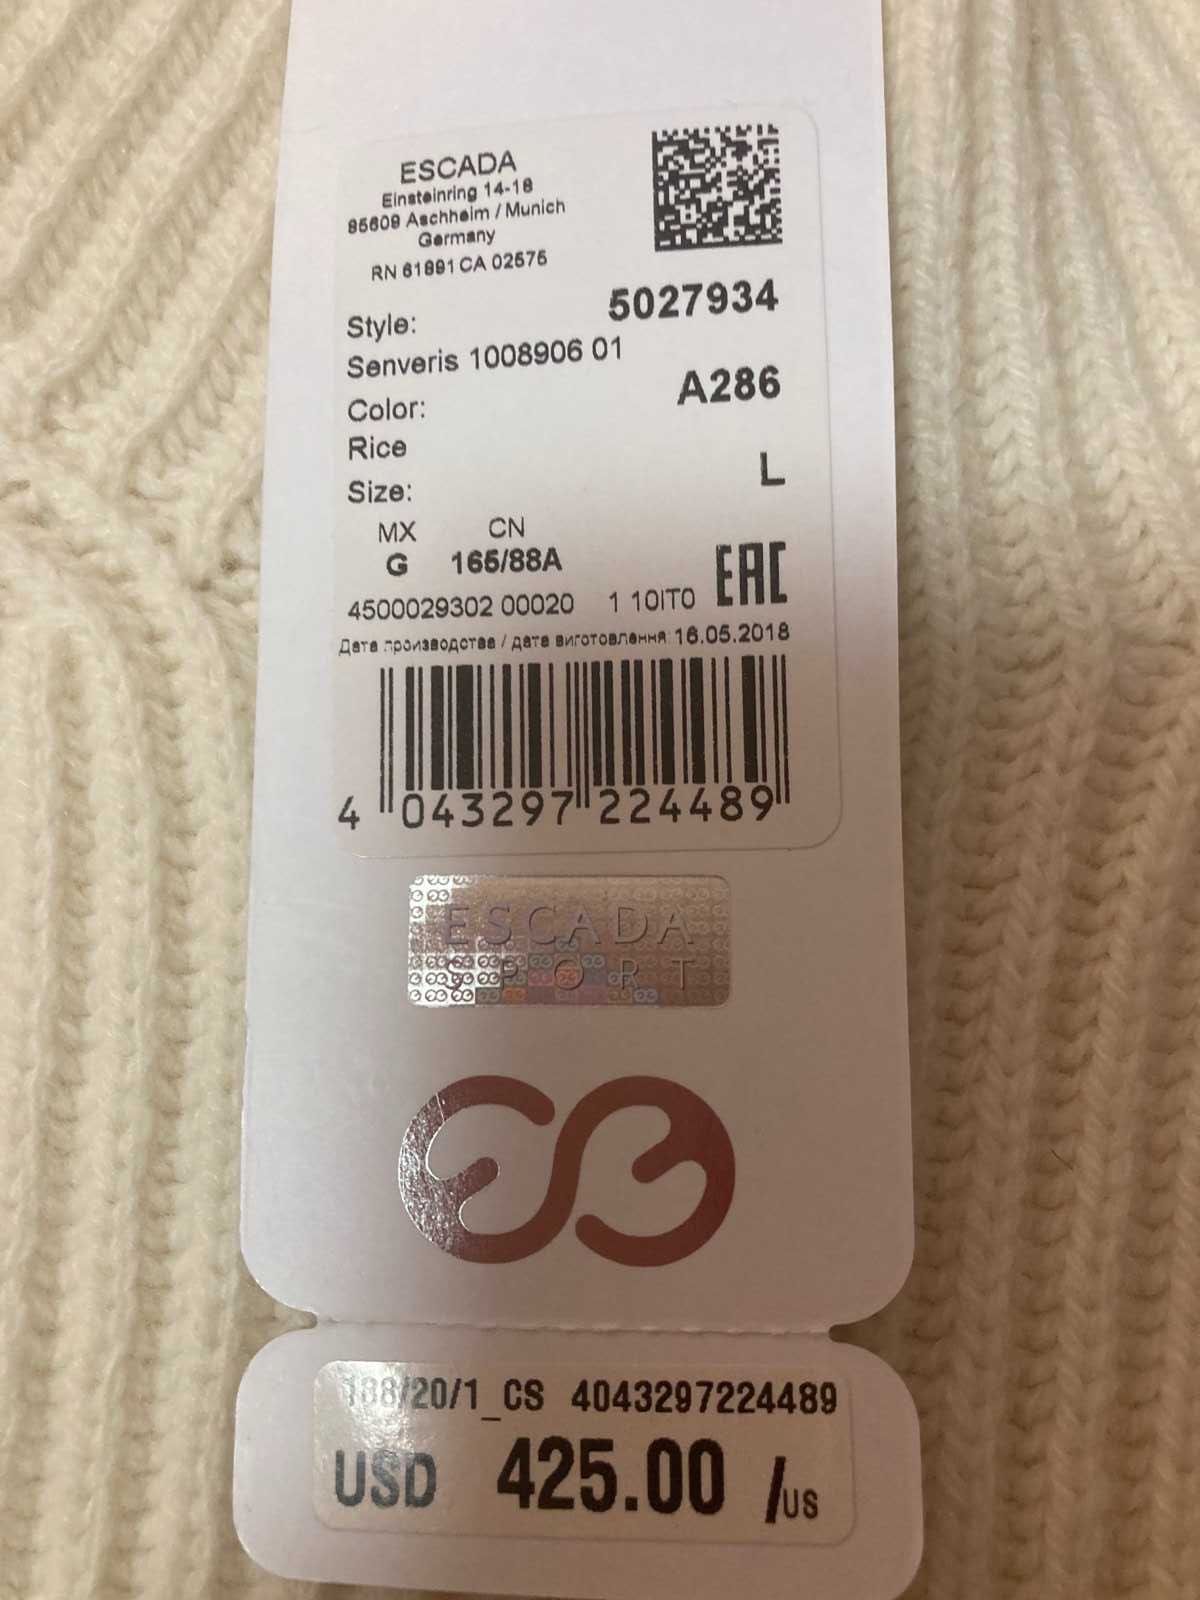 ESCADA
Einsteinring 14-18
85609 Aschheim / Munich
Germany
RN 61891 CA 02575
Style: 5027934
Senveris 1008906 01
Color: A286
Rice
Size: L
MX CN
G 165/88A
4500029302 00020 1 10IT0 EAC
Дата производства / дата виготовлення 16.05.2018
4 043297 224489
ESCADA
SPORT
188/20/1_CS 4043297224489
USD 425.00 /US